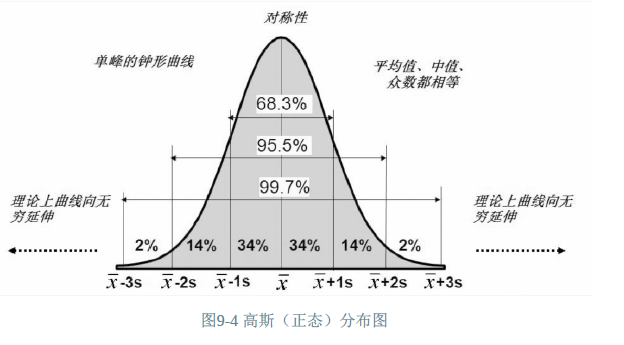 对称性
单峰的钟形曲线
平均值、中值、
众数都相等
68.3%
95.5%
99.7%
理论上曲线向无
穷延伸
理论上曲线向无
穷延伸
2% 14% 34% 34% 14% 2%
x̅-3s x̅-2s x̅-1s x̅ x̅+1s x̅+2s x̅+3s
图9-4 高斯（正态）分布图